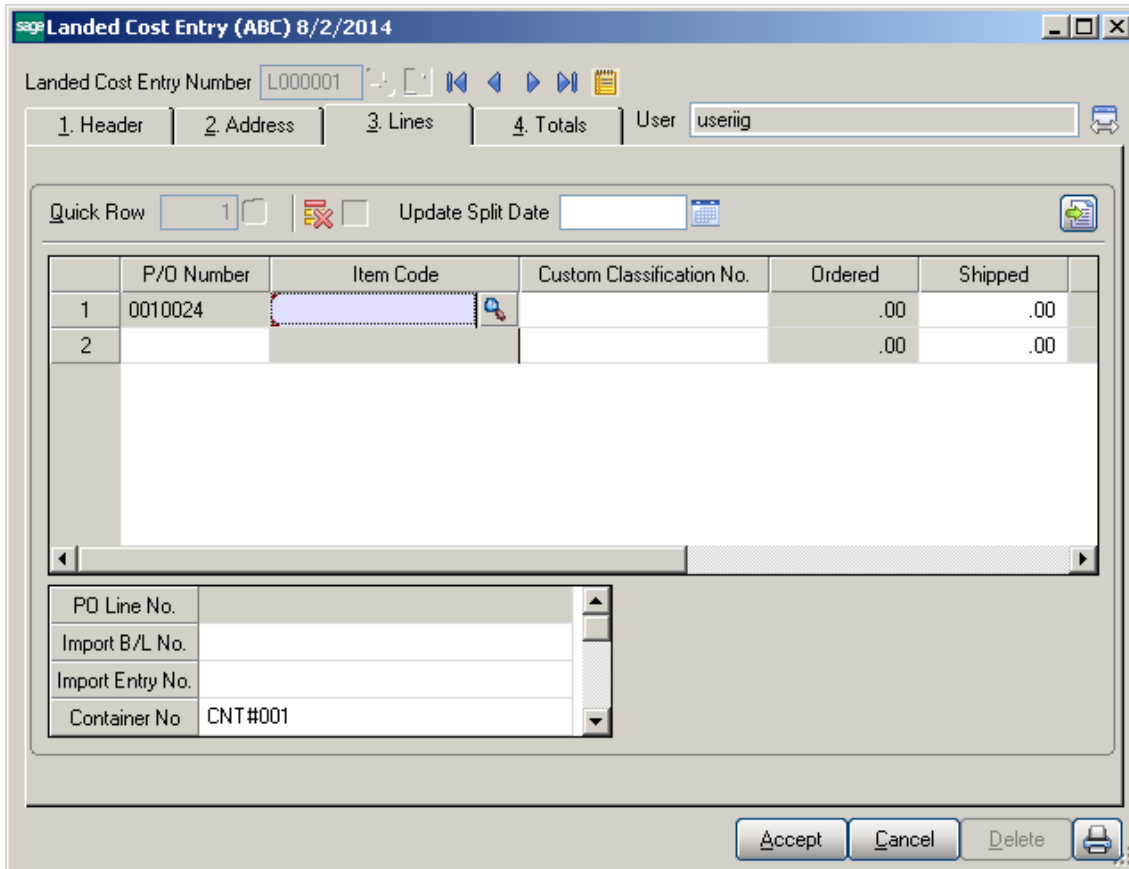 sage Landed Cost Entry (ABC) 8/2/2014
Landed Cost Entry Number L000001
1. Header 2. Address 3. Lines 4. Totals User useriig
Quick Row 1 Update Split Date
P/O Number Item Code Custom Classification No. Ordered Shipped
1 0010024 .00 .00
2 .00 .00
PO Line No.
Import B/L No.
Import Entry No.
Container No CNT#001
Accept Cancel Delete